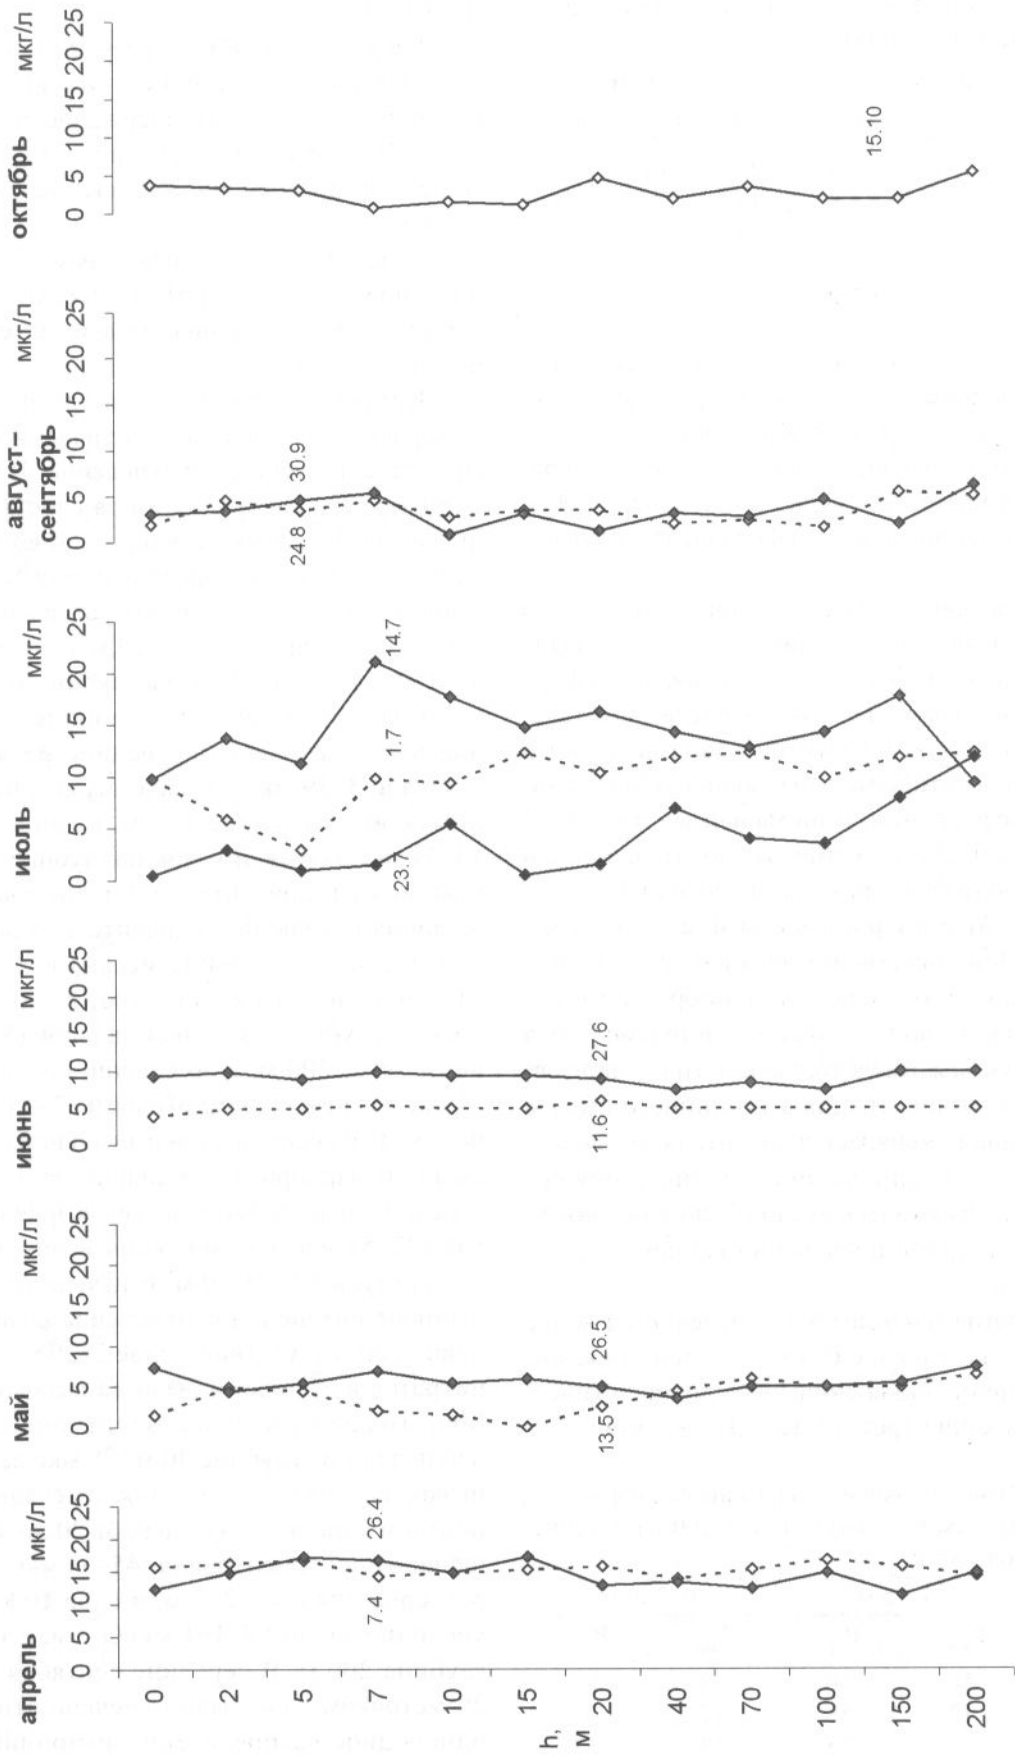 апрель мкг/л
0 5 10 15 20 25
7.4 26.4
май мкг/л
0 5 10 15 20 25
13.5 26.5
июнь мкг/л
0 5 10 15 20 25
11.6 27.6
июль мкг/л
0 5 10 15 20 25
23.7 1.7 14.7
август–
сентябрь мкг/л
0 5 10 15 20 25
24.8 30.9
октябрь мкг/л
0 5 10 15 20 25
15.10
0
2
5
7
10
15
20
40
70
100
150
200
h,
м